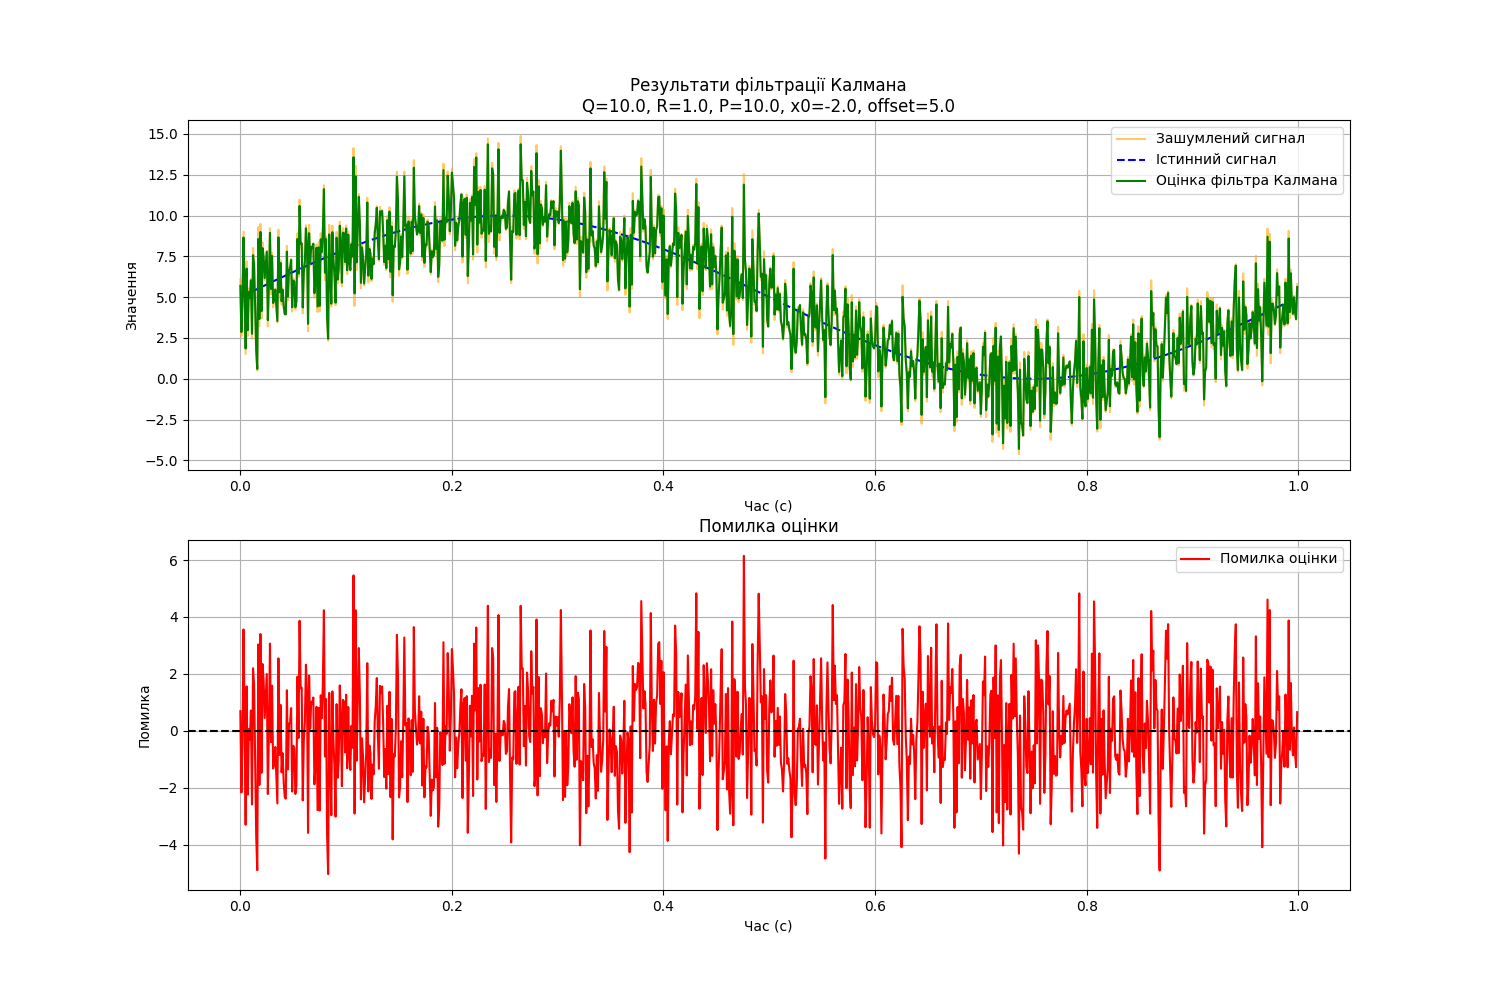 Результати фільтрації Калмана
Q=10.0, R=1.0, P=10.0, x0=-2.0, offset=5.0
Зашумлений сигнал
Істинний сигнал
Оцінка фільтра Калмана
Значення
15.0
12.5
10.0
7.5
5.0
2.5
0.0
−2.5
−5.0
0.0 0.2 0.4 0.6 0.8 1.0
Час (с)
Помилка оцінки
Помилка оцінки
Помилка
6
4
2
0
−2
−4
0.0 0.2 0.4 0.6 0.8 1.0
Час (с)